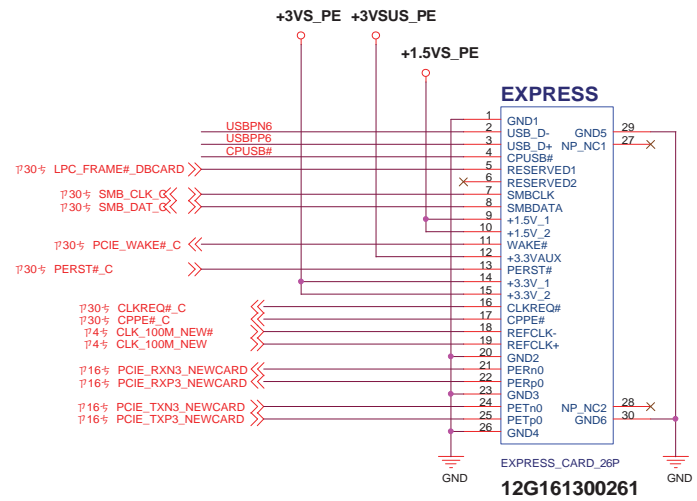 +3VS_PE +3VSUS_PE
+1.5VS_PE
EXPRESS
1 GND1
USBPN6 2 USB_D- GND5 29
USBPP6 3 USB_D+ NP_NC1 27
CPUSB# 4 CPUSB#
LPC_FRAME#_DBCARD 5 RESERVED1
6 RESERVED2
SMB_CLK_C 7 SMBCLK
SMB_DAT_C 8 SMBDATA
9 +1.5V_1
10 +1.5V_2
PCIE_WAKE#_C 11 WAKE#
12 +3.3VAUX
PERST#_C 13 PERST#
14 +3.3V_1
15 +3.3V_2
CLKREQ#_C 16 CLKREQ#
CPPE#_C 17 CPPE#
CLK_100M_NEW# 18 REFCLK-
CLK_100M_NEW 19 REFCLK+
20 GND2
PCIE_RXN3_NEWCARD 21 PERn0
PCIE_RXP3_NEWCARD 22 PERp0
23 GND3
PCIE_TXN3_NEWCARD 24 PETn0 NP_NC2 28
PCIE_TXP3_NEWCARD 25 PETp0 GND6 30
26 GND4
EXPRESS_CARD_26P
GND GND
12G161300261